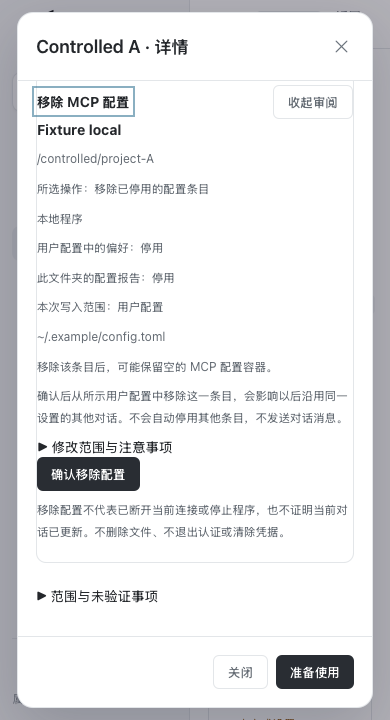 Controlled A · 详情
移除 MCP 配置
收起审阅
Fixture local
/controlled/project-A
所选操作：移除已停用的配置条目
本地程序
用户配置中的偏好：停用
此文件夹的配置报告：停用
本次写入范围：用户配置
~/.example/config.toml
移除该条目后，可能保留空的 MCP 配置容器。
确认后从所示用户配置中移除这一条目，会影响以后沿用同一
设置的其他对话。不会自动停用其他条目，不发送对话消息。
▶ 修改范围与注意事项
确认移除配置
移除配置不代表已断开当前连接或停止程序，也不证明当前对
话已更新。不删除文件、不退出认证或清除凭据。
▶ 范围与未验证事项
关闭
准备使用